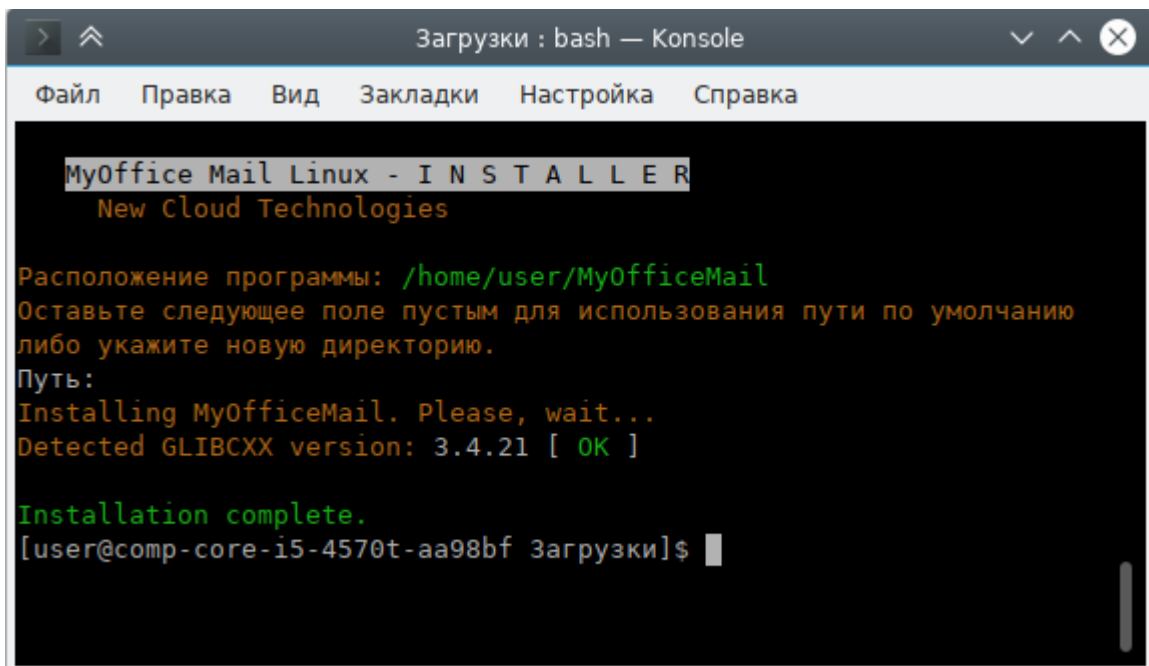 Загрузки : bash — Konsole
Файл Правка Вид Закладки Настройка Справка
MyOffice Mail Linux - I N S T A L L E R
New Cloud Technologies
Расположение программы: /home/user/MyOfficeMail
Оставьте следующее поле пустым для использования пути по умолчанию
либо укажите новую директорию.
Путь:
Installing MyOfficeMail. Please, wait...
Detected GLIBCXX version: 3.4.21 [ OK ]
Installation complete.
[user@comp-core-i5-4570t-aa98bf Загрузки]$